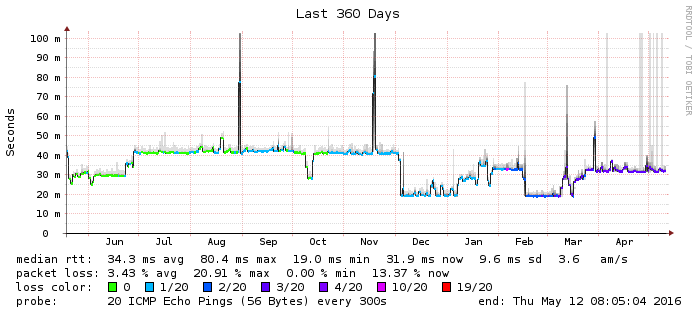 Last 360 Days
RRDTOOL / TOBI OETIKER
Seconds
100 m
90 m
80 m
70 m
60 m
50 m
40 m
30 m
20 m
10 m
0
Jun Jul Aug Sep Oct Nov Dec Jan Feb Mar Apr
median rtt: 34.3 ms avg 80.4 ms max 19.0 ms min 31.9 ms now 9.6 ms sd 3.6 am/s
packet loss: 3.43 % avg 20.91 % max 0.00 % min 13.37 % now
loss color: 0 1/20 2/20 3/20 4/20 10/20 19/20
probe: 20 ICMP Echo Pings (56 Bytes) every 300s end: Thu May 12 08:05:04 2016